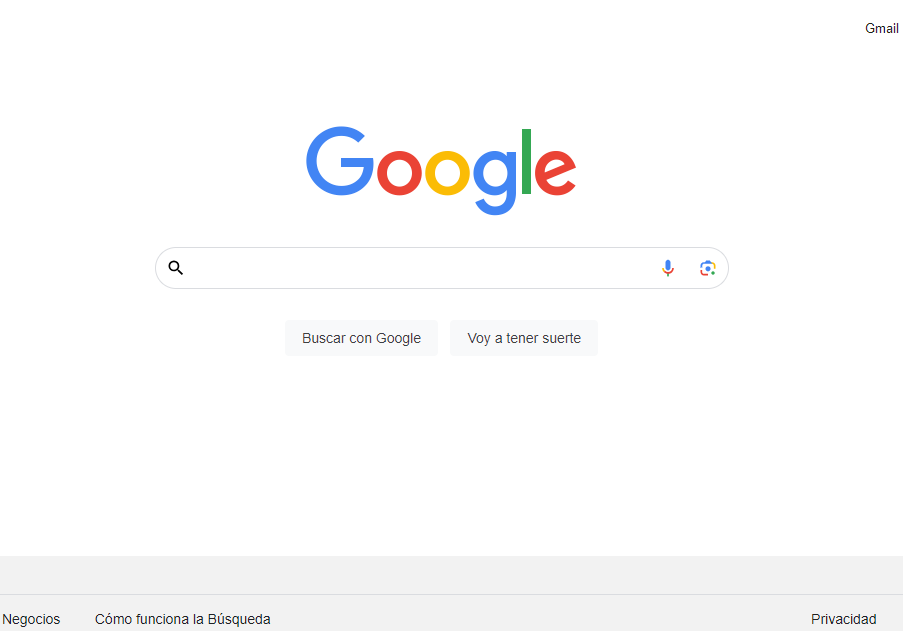 Gmail
Google
Buscar con Google
Voy a tener suerte
Negocios
Cómo funciona la Búsqueda
Privacidad